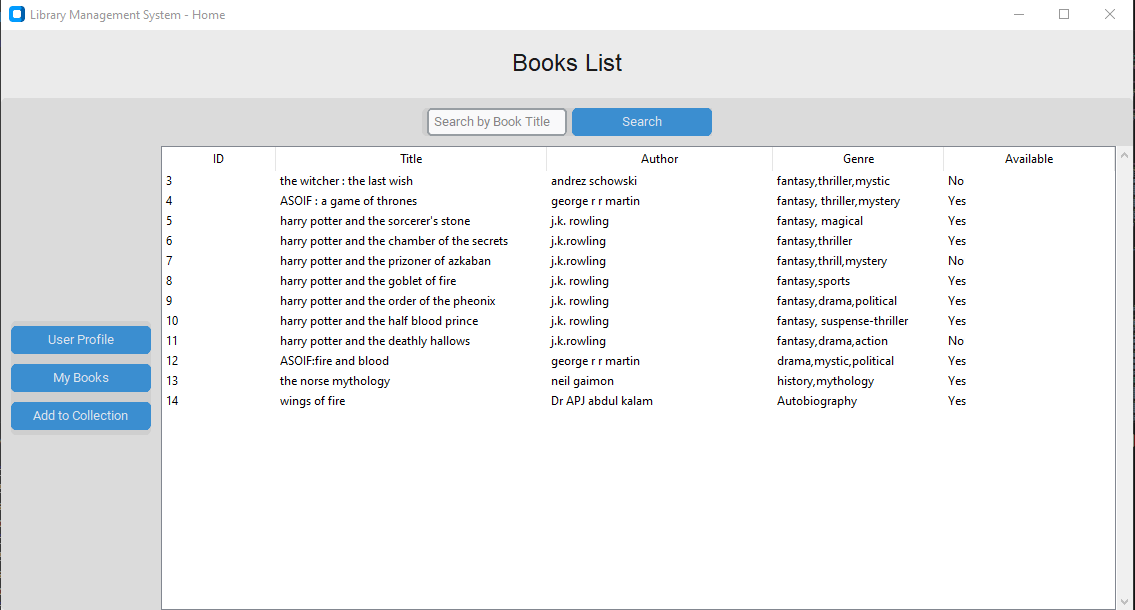 Library Management System - Home
Books List
Search by Book Title Search
ID Title Author Genre Available
3 the witcher : the last wish andrez schowski fantasy,thriller,mystic No
4 ASOIF : a game of thrones george r r martin fantasy, thriller,mystery Yes
5 harry potter and the sorcerer's stone j.k. rowling fantasy, magical Yes
6 harry potter and the chamber of the secrets j.k.rowling fantasy,thriller Yes
7 harry potter and the prizoner of azkaban j.k.rowling fantasy,thrill,mystery No
8 harry potter and the goblet of fire j.k. rowling fantasy,sports Yes
9 harry potter and the order of the pheonix j.k. rowling fantasy,drama,political Yes
10 harry potter and the half blood prince j.k. rowling fantasy, suspense-thriller Yes
11 harry potter and the deathly hallows j.k.rowling fantasy,drama,action No
12 ASOIF:fire and blood george r r martin drama,mystic,political Yes
13 the norse mythology neil gaimon history,mythology Yes
14 wings of fire Dr APJ abdul kalam Autobiography Yes
User Profile
My Books
Add to Collection